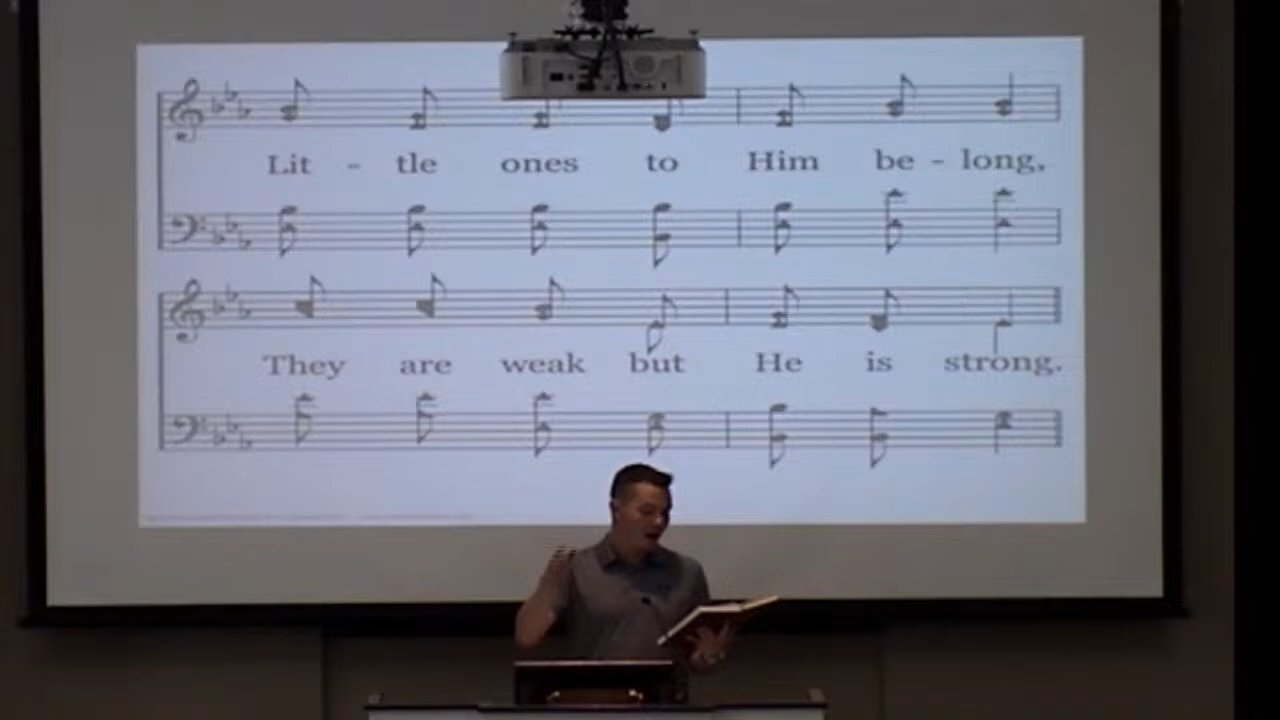 Lit - tle ones to Him be - long,
They are weak but He is strong.